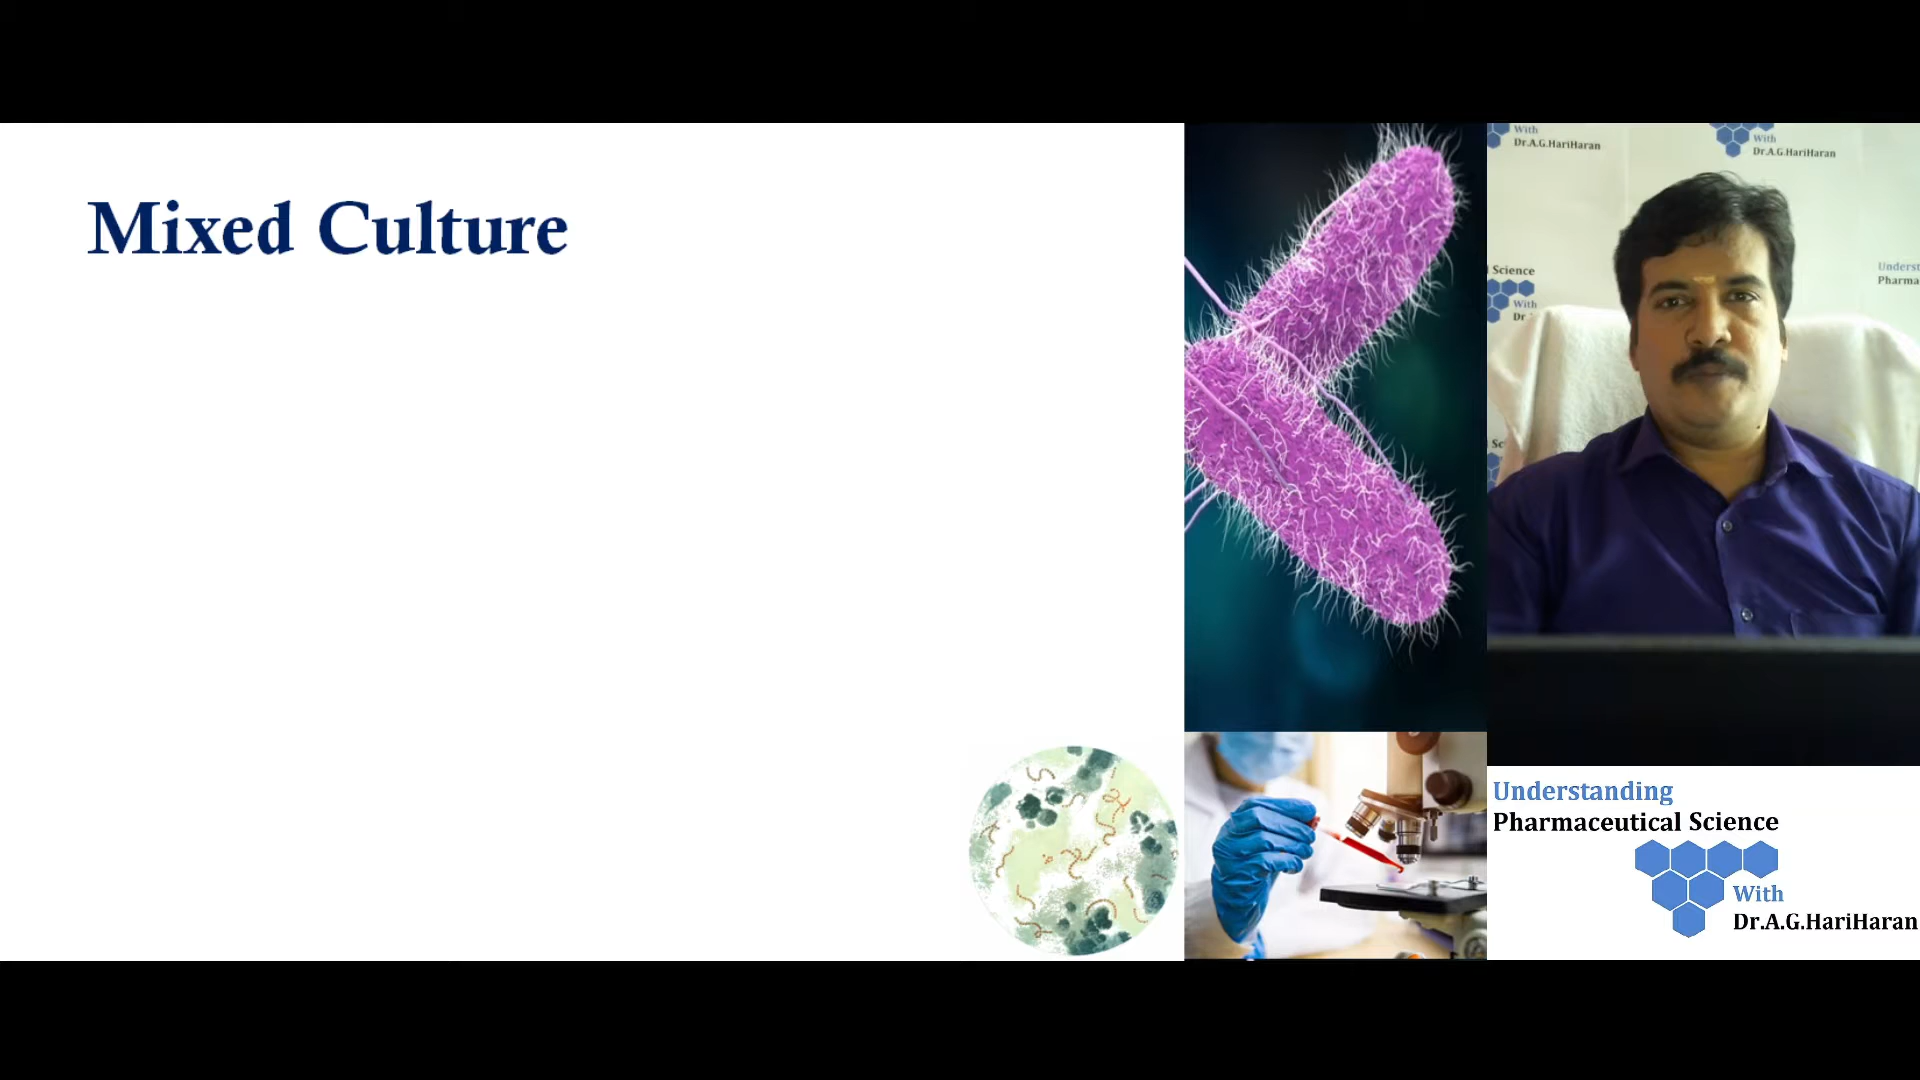 Mixed Culture
With
Dr.A.G.HariHaran
With
Dr.A.G.HariHaran
Science
With
Understanding
Pharmaceutical Science
With
Dr.A.G.HariHaran